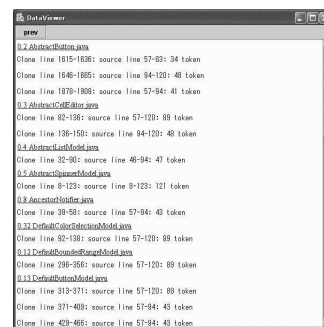 DataViewer
prev
0.2 AbstractButton.java
Clone line 1615-1636: source line 57-83: 34 token
Clone line 1646-1665: source line 94-120: 48 token
Clone line 1878-1909: source line 57-94: 41 token
0.3 AbstractCellEditor.java
Clone line 82-136: source line 57-120: 89 token
Clone line 136-150: source line 94-120: 48 token
0.4 AbstractListModel.java
Clone line 32-90: source line 46-94: 47 token
0.5 AbstractSpinnerModel.java
Clone line 8-123: source line 8-123: 121 token
0.8 AncestorNotifier.java
Clone line 39-58: source line 57-94: 43 token
0.32 DefaultColorSelectionModel.java
Clone line 92-138: source line 57-120: 89 token
0.12 DefaultBoundedRangeModel.java
Clone line 296-356: source line 57-120: 89 token
0.13 DefaultButtonModel.java
Clone line 313-371: source line 57-120: 89 token
Clone line 371-409: source line 57-94: 43 token
Clone line 429-466: source line 57-94: 43 token